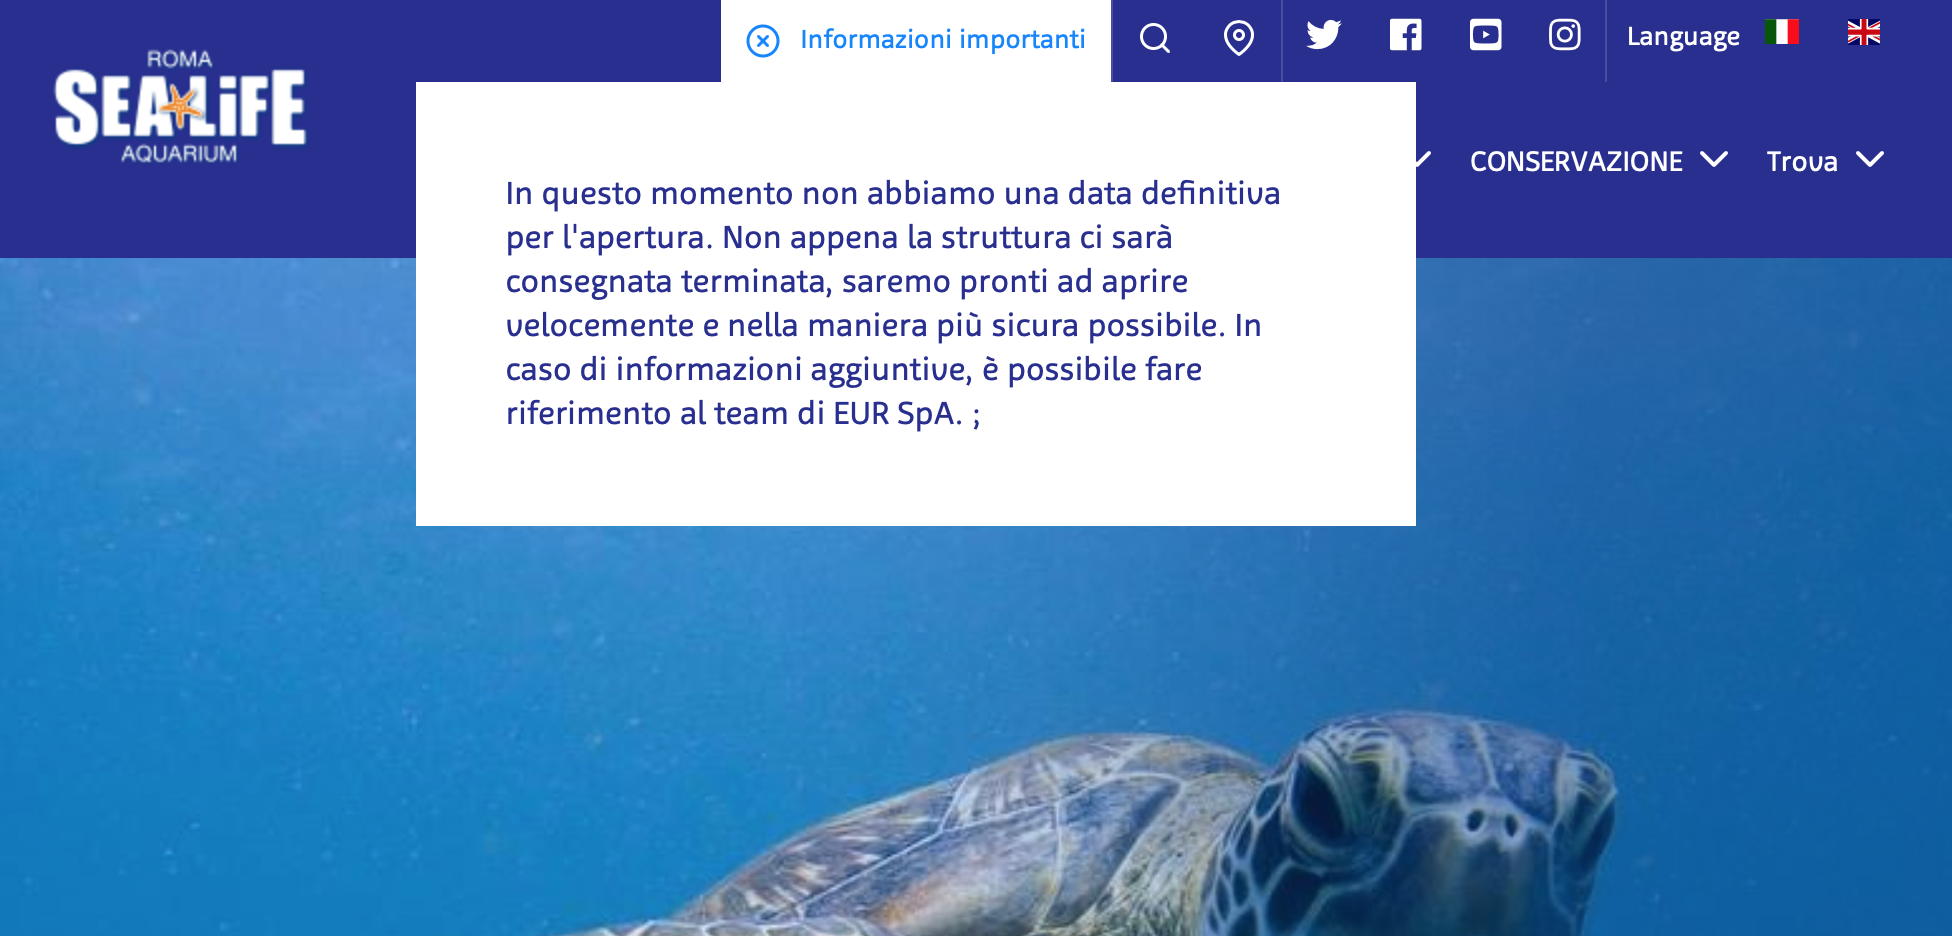 Informazioni importanti
Language
ROMA
SEA LiFE
AQUARIUM
CONSERVAZIONE
Trova
In questo momento non abbiamo una data definitiva
per l'apertura. Non appena la struttura ci sarà
consegnata terminata, saremo pronti ad aprire
velocemente e nella maniera più sicura possibile. In
caso di informazioni aggiuntive, è possibile fare
riferimento al team di EUR SpA. ;